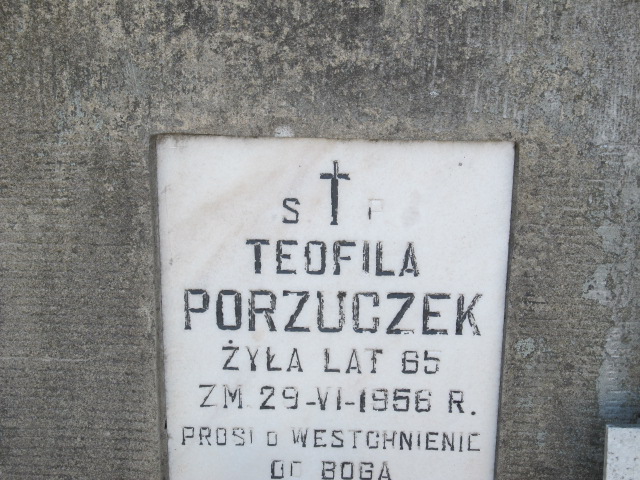 S P
TEOFILA
PORZUCZEK
ŻYŁA LAT 65
ZM. 29-VI-1956 R.
PROSI O WESTCHNIENIE
DO BOGA